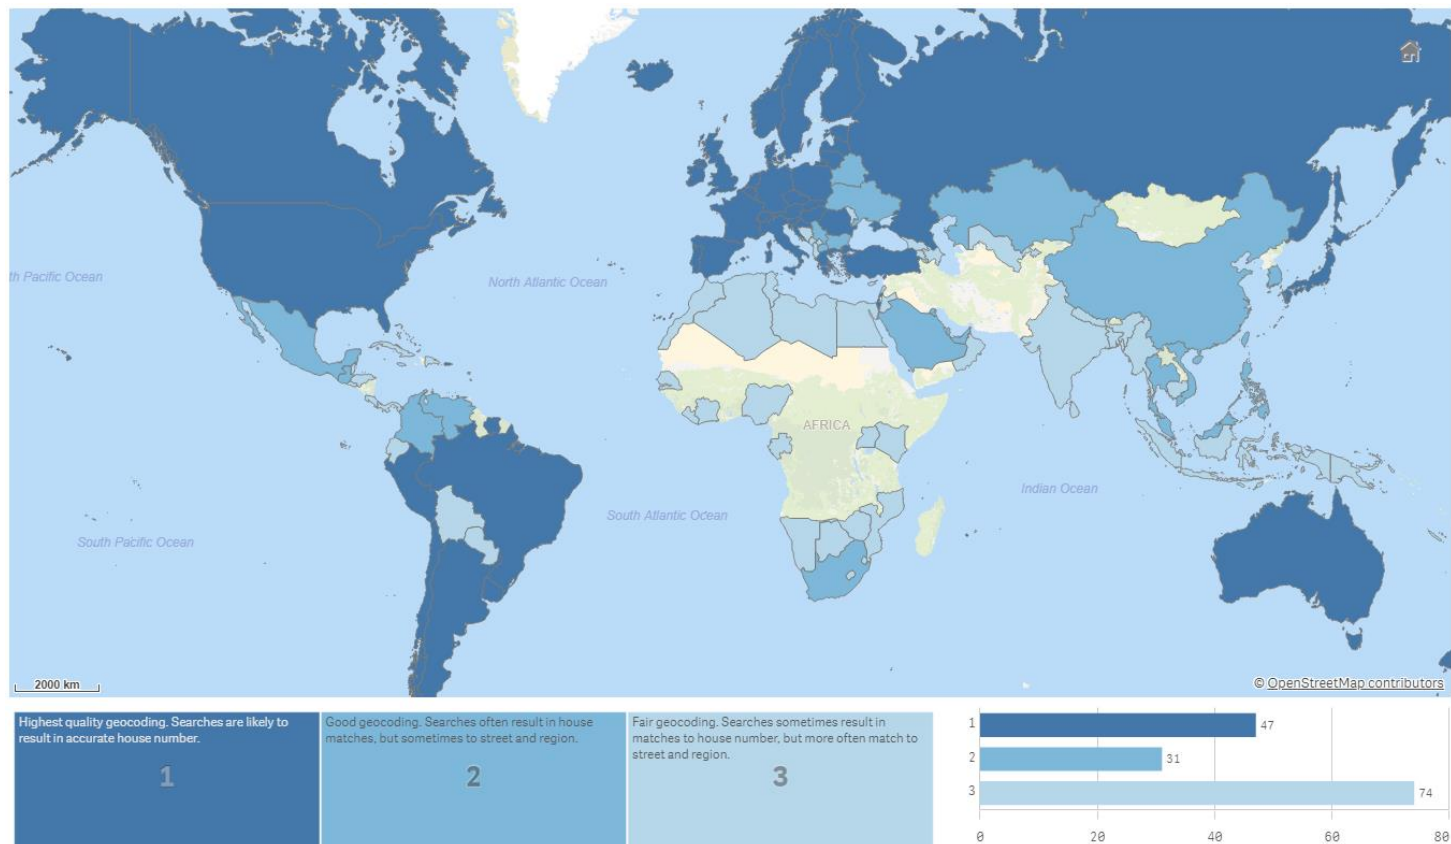 th Pacific Ocean
North Atlantic Ocean
AFRICA
Indian Ocean
South Atlantic Ocean
South Pacific Ocean
2000 km
© OpenStreetMap contributors
Highest quality geocoding. Searches are likely to
result in accurate house number.
1
Good geocoding. Searches often result in house
matches, but sometimes to street and region.
2
Fair geocoding. Searches sometimes result in
matches to house number, but more often match to
street and region.
3
1
47
2
31
3
74
0 20 40 60 80